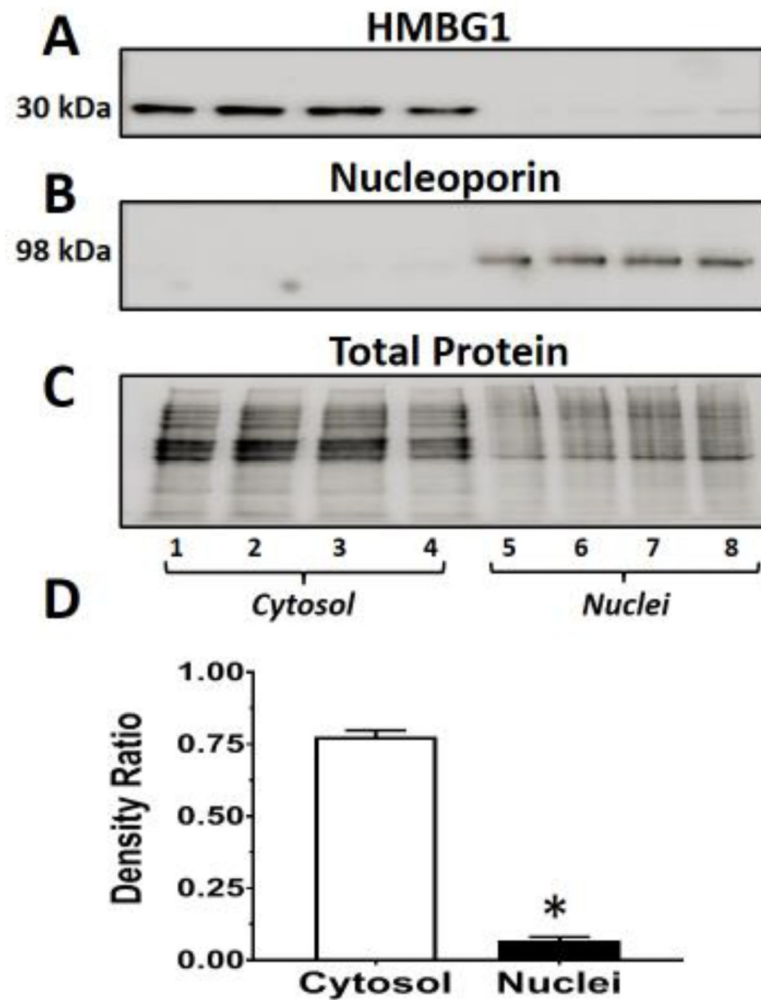 A
HMBG1
30 kDa
B
Nucleoporin
98 kDa
C
Total Protein
1 2 3 4 5 6 7 8
Cytosol Nuclei
D
1.00
0.75
0.50
0.25
0.00
Density Ratio
*
Cytosol Nuclei